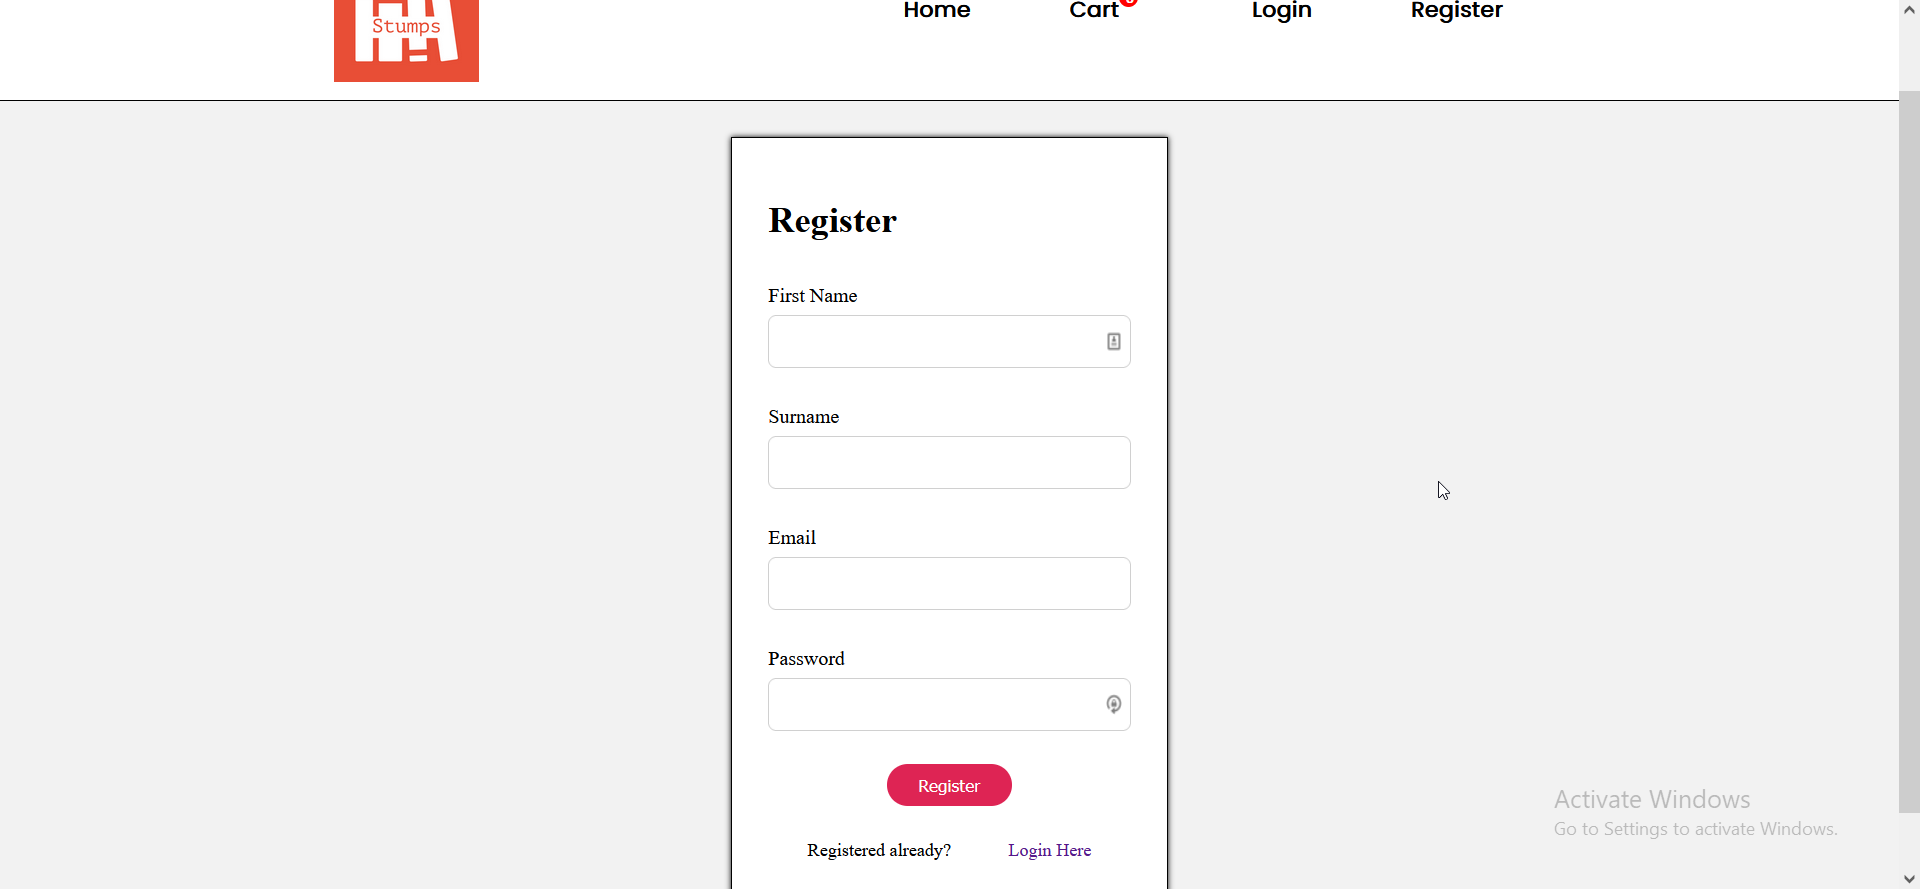 Stumps
Home
Cart
Login
Register
Register
First Name
Surname
Email
Password
Register
Registered already?
Login Here
Activate Windows
Go to Settings to activate Windows.